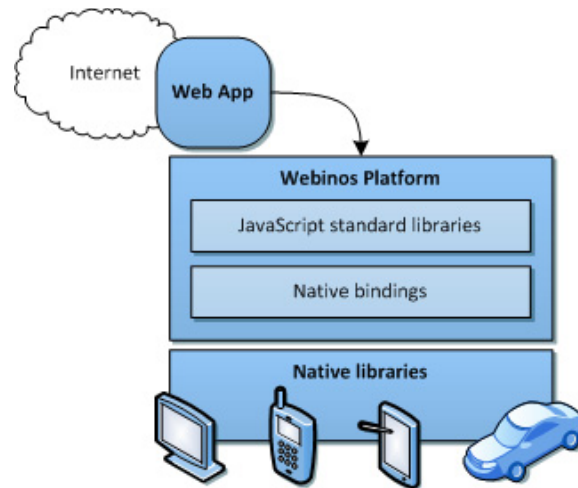 Internet
Web App
Webinos Platform
JavaScript standard libraries
Native bindings
Native libraries